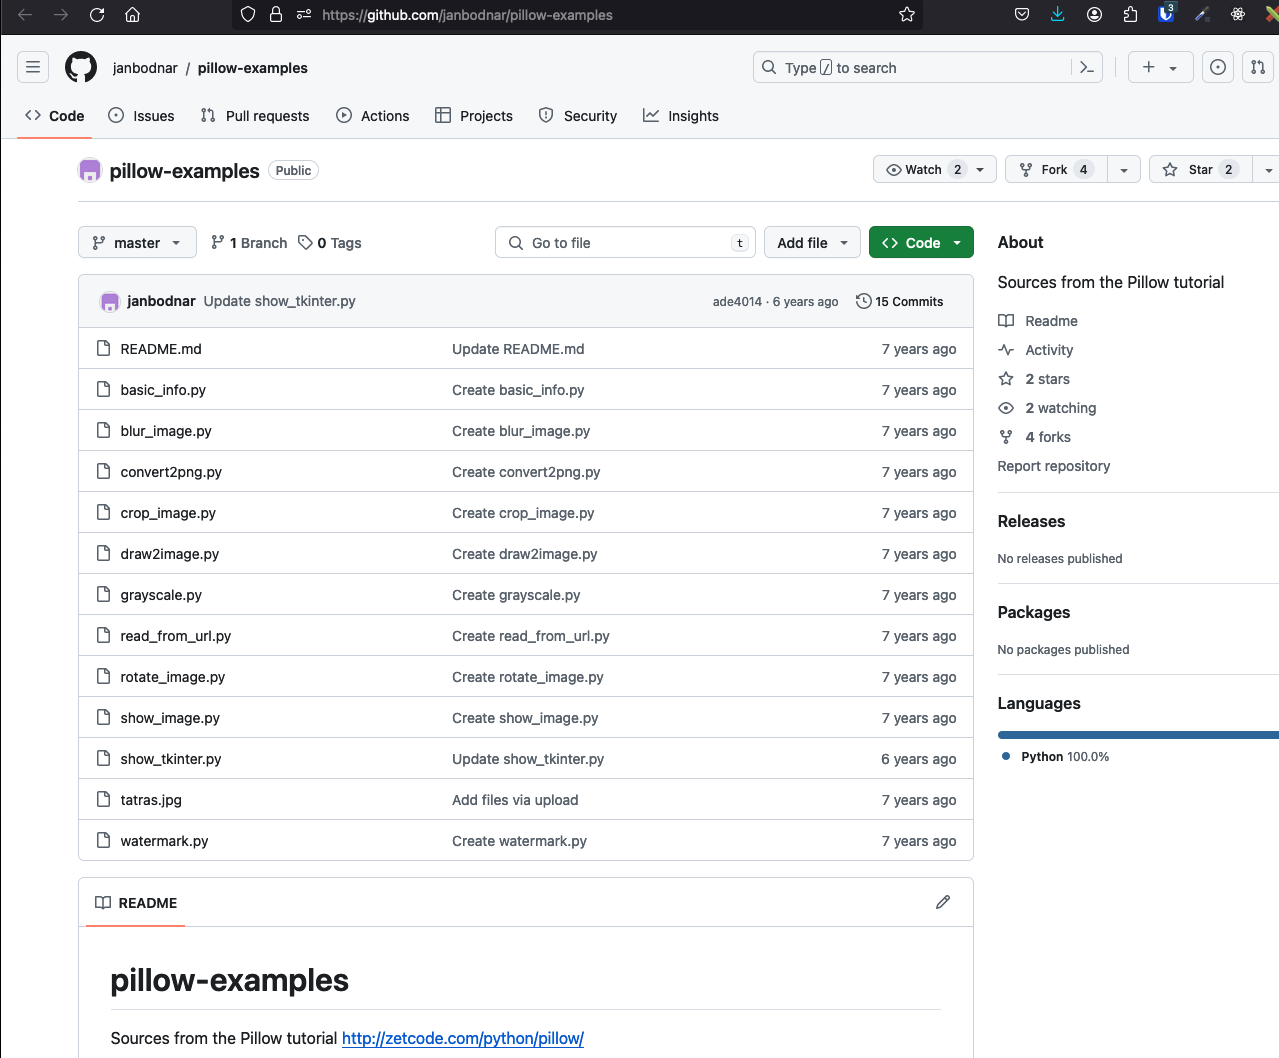 https://github.com/janbodnar/pillow-examples
3
janbodnar / pillow-examples
Type / to search
Code Issues Pull requests Actions Projects Security Insights
pillow-examples Public
Watch 2 Fork 4 Star 2
master 1 Branch 0 Tags Go to file t Add file Code
janbodnar Update show_tkinter.py ade4014 · 6 years ago 15 Commits
README.md Update README.md 7 years ago
basic_info.py Create basic_info.py 7 years ago
blur_image.py Create blur_image.py 7 years ago
convert2png.py Create convert2png.py 7 years ago
crop_image.py Create crop_image.py 7 years ago
draw2image.py Create draw2image.py 7 years ago
grayscale.py Create grayscale.py 7 years ago
read_from_url.py Create read_from_url.py 7 years ago
rotate_image.py Create rotate_image.py 7 years ago
show_image.py Create show_image.py 7 years ago
show_tkinter.py Update show_tkinter.py 6 years ago
tatras.jpg Add files via upload 7 years ago
watermark.py Create watermark.py 7 years ago
README
pillow-examples
Sources from the Pillow tutorial http://zetcode.com/python/pillow/
About
Sources from the Pillow tutorial
Readme
Activity
2 stars
2 watching
4 forks
Report repository
Releases
No releases published
Packages
No packages published
Languages
Python 100.0%